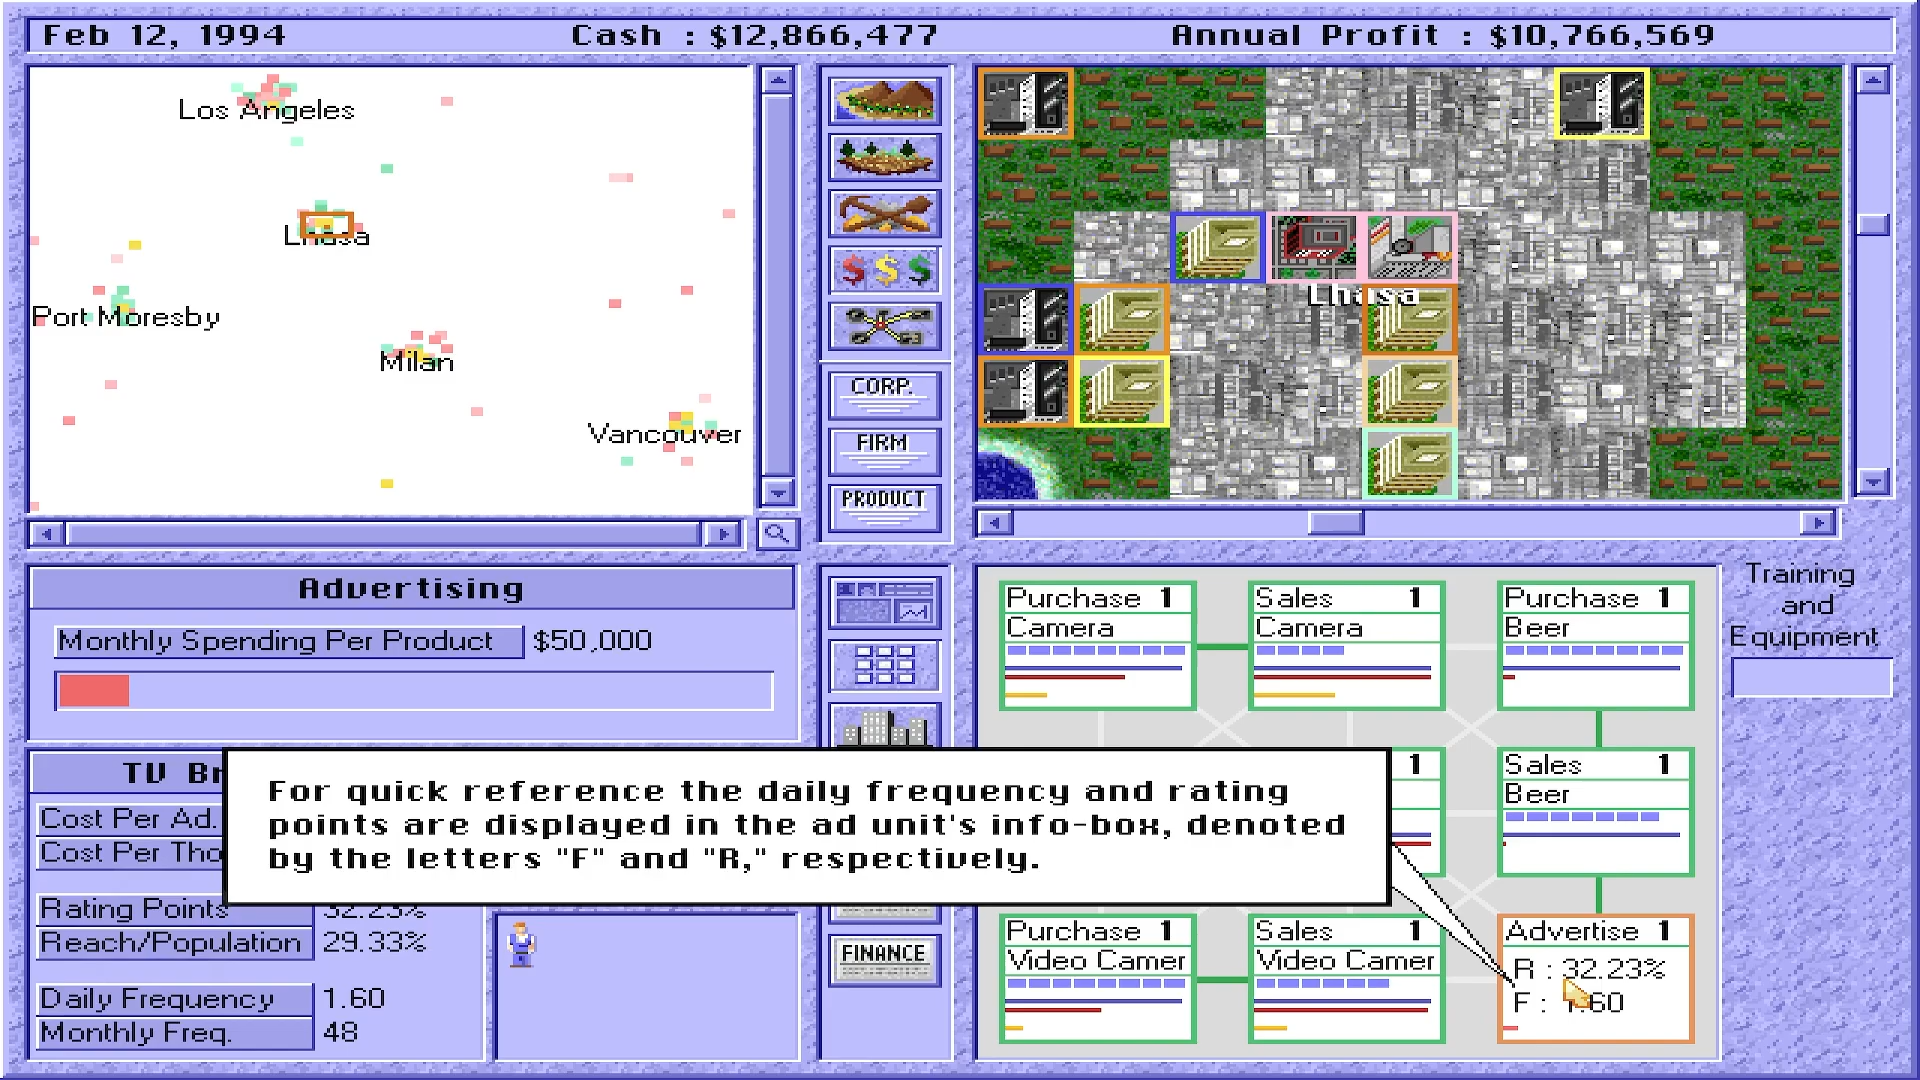 Feb 12, 1994
Cash : $12,866,477
Annual Profit : $10,766,569
Los Angeles
Lhasa
Port Moresby
Milan
Vancouver
CORP.
FIRM
PRODUCT
Lhasa
Advertising
Monthly Spending Per Product $50,000
TV Br
Cost Per Ad.
Cost Per Tho
Rating Points 32.23%
Reach/Population 29.33%
Daily Frequency 1.60
Monthly Freq. 48
For quick reference the daily frequency and rating
points are displayed in the ad unit's info-box, denoted
by the letters "F" and "R," respectively.
FINANCE
Purchase 1
Camera
Sales 1
Camera
Purchase 1
Beer
1
Sales 1
Beer
Purchase 1
Video Camer
Sales 1
Video Camer
Advertise 1
R : 32.23%
F : 1.60
Training
and
Equipment